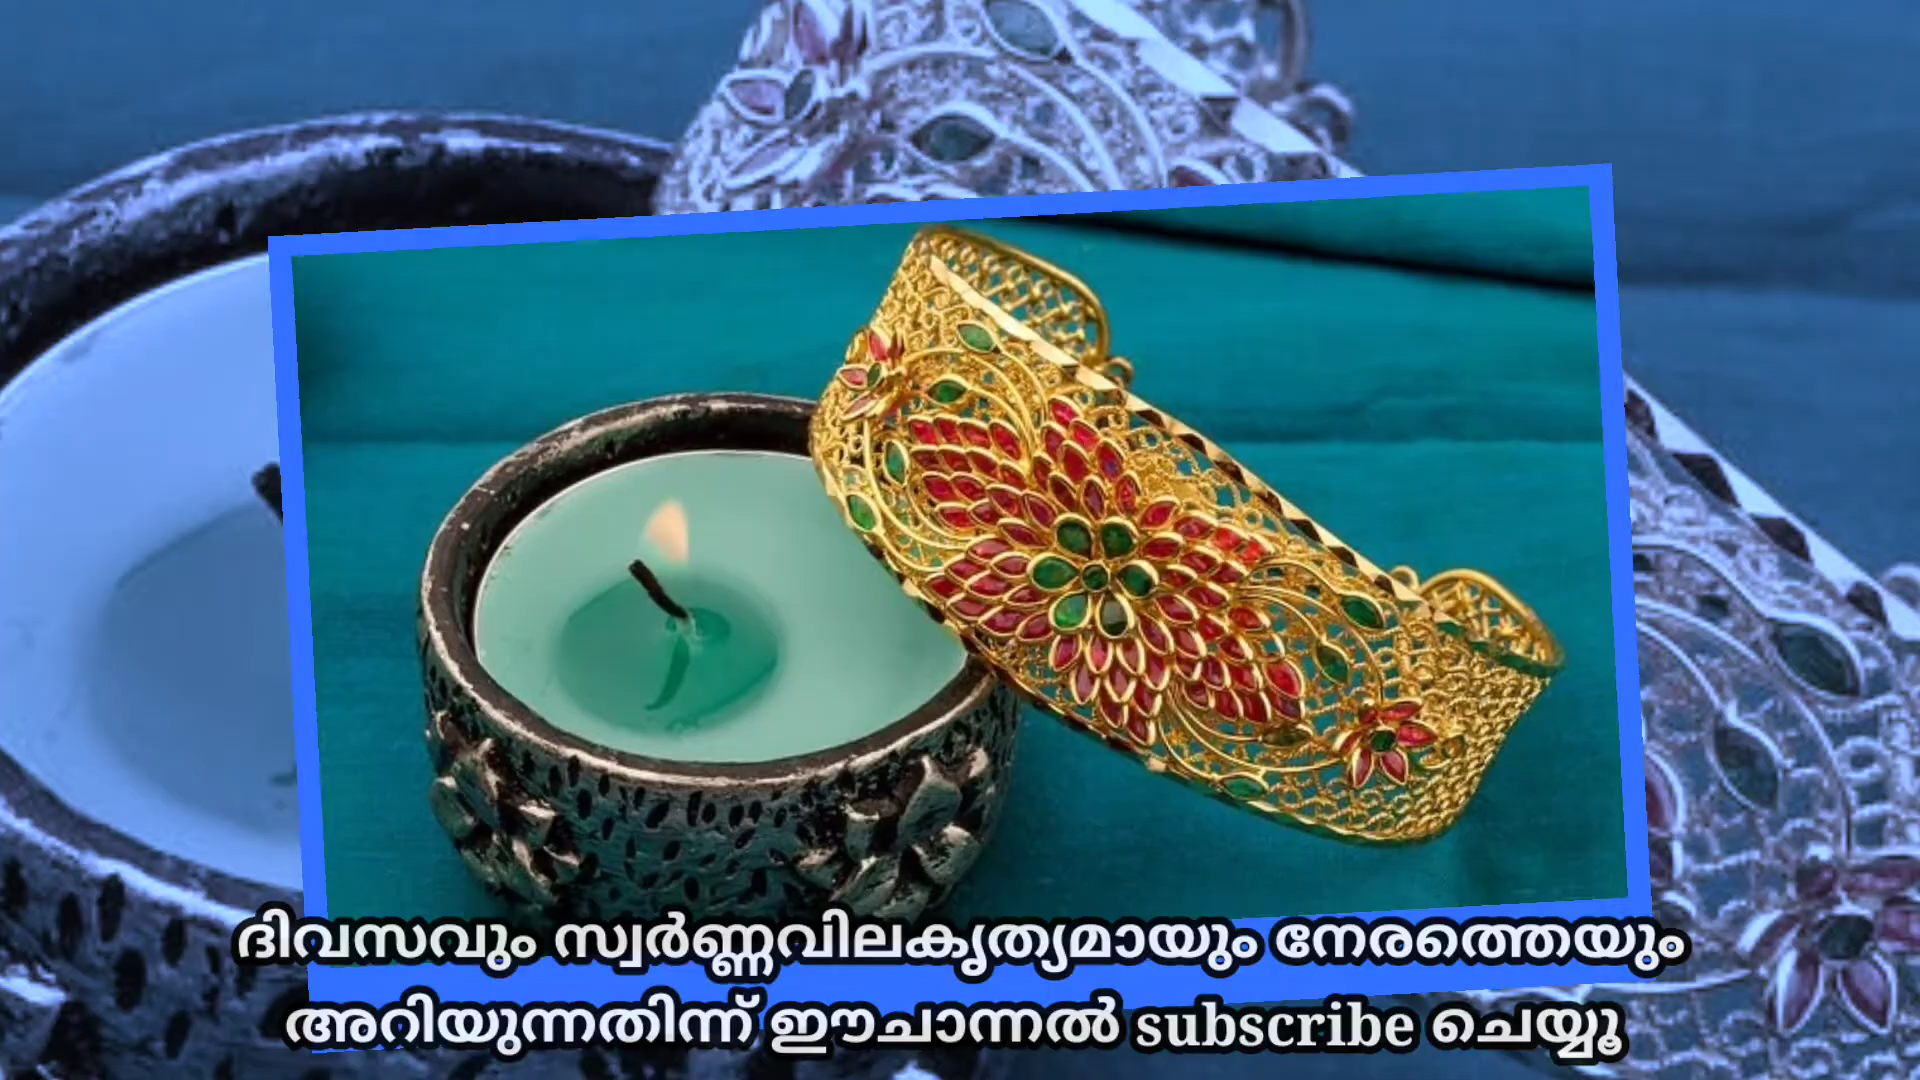 ദിവസവും സ്വർണ്ണവിലകൃത്യമായും നേരത്തെയും
അറിയുന്നതിന്ന് ഈചാന്നൽ subscribe ചെയ്യൂ